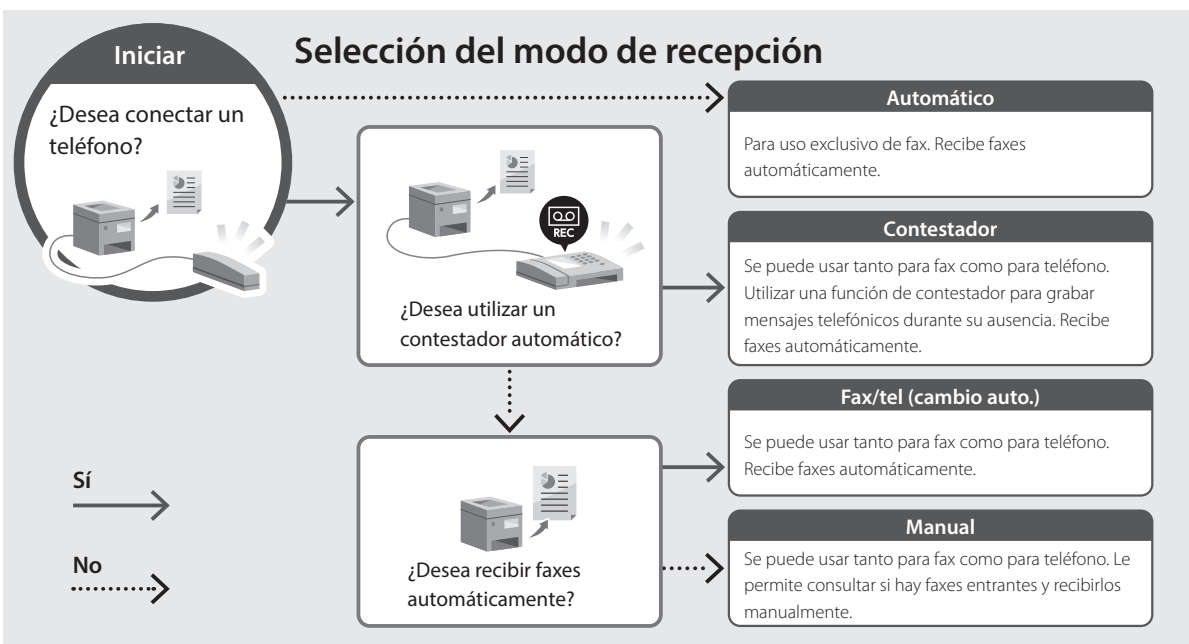 Selección del modo de recepción
Iniciar
¿Desea conectar un
teléfono?
REC
¿Desea utilizar un
contestador automático?
¿Desea recibir faxes
automáticamente?
Automático
Para uso exclusivo de fax. Recibe faxes
automáticamente.
Contestador
Se puede usar tanto para fax como para teléfono.
Utilizar una función de contestador para grabar
mensajes telefónicos durante su ausencia. Recibe
faxes automáticamente.
Fax/tel (cambio auto.)
Se puede usar tanto para fax como para teléfono.
Recibe faxes automáticamente.
Manual
Se puede usar tanto para fax como para teléfono. Le
permite consultar si hay faxes entrantes y recibirlos
manualmente.
Sí
No